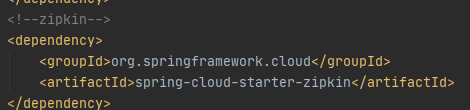 </dependency>
<!--zipkin-->
<dependency>
<groupId>org.springframework.cloud</groupId>
<artifactId>spring-cloud-starter-zipkin</artifactId>
</dependency>